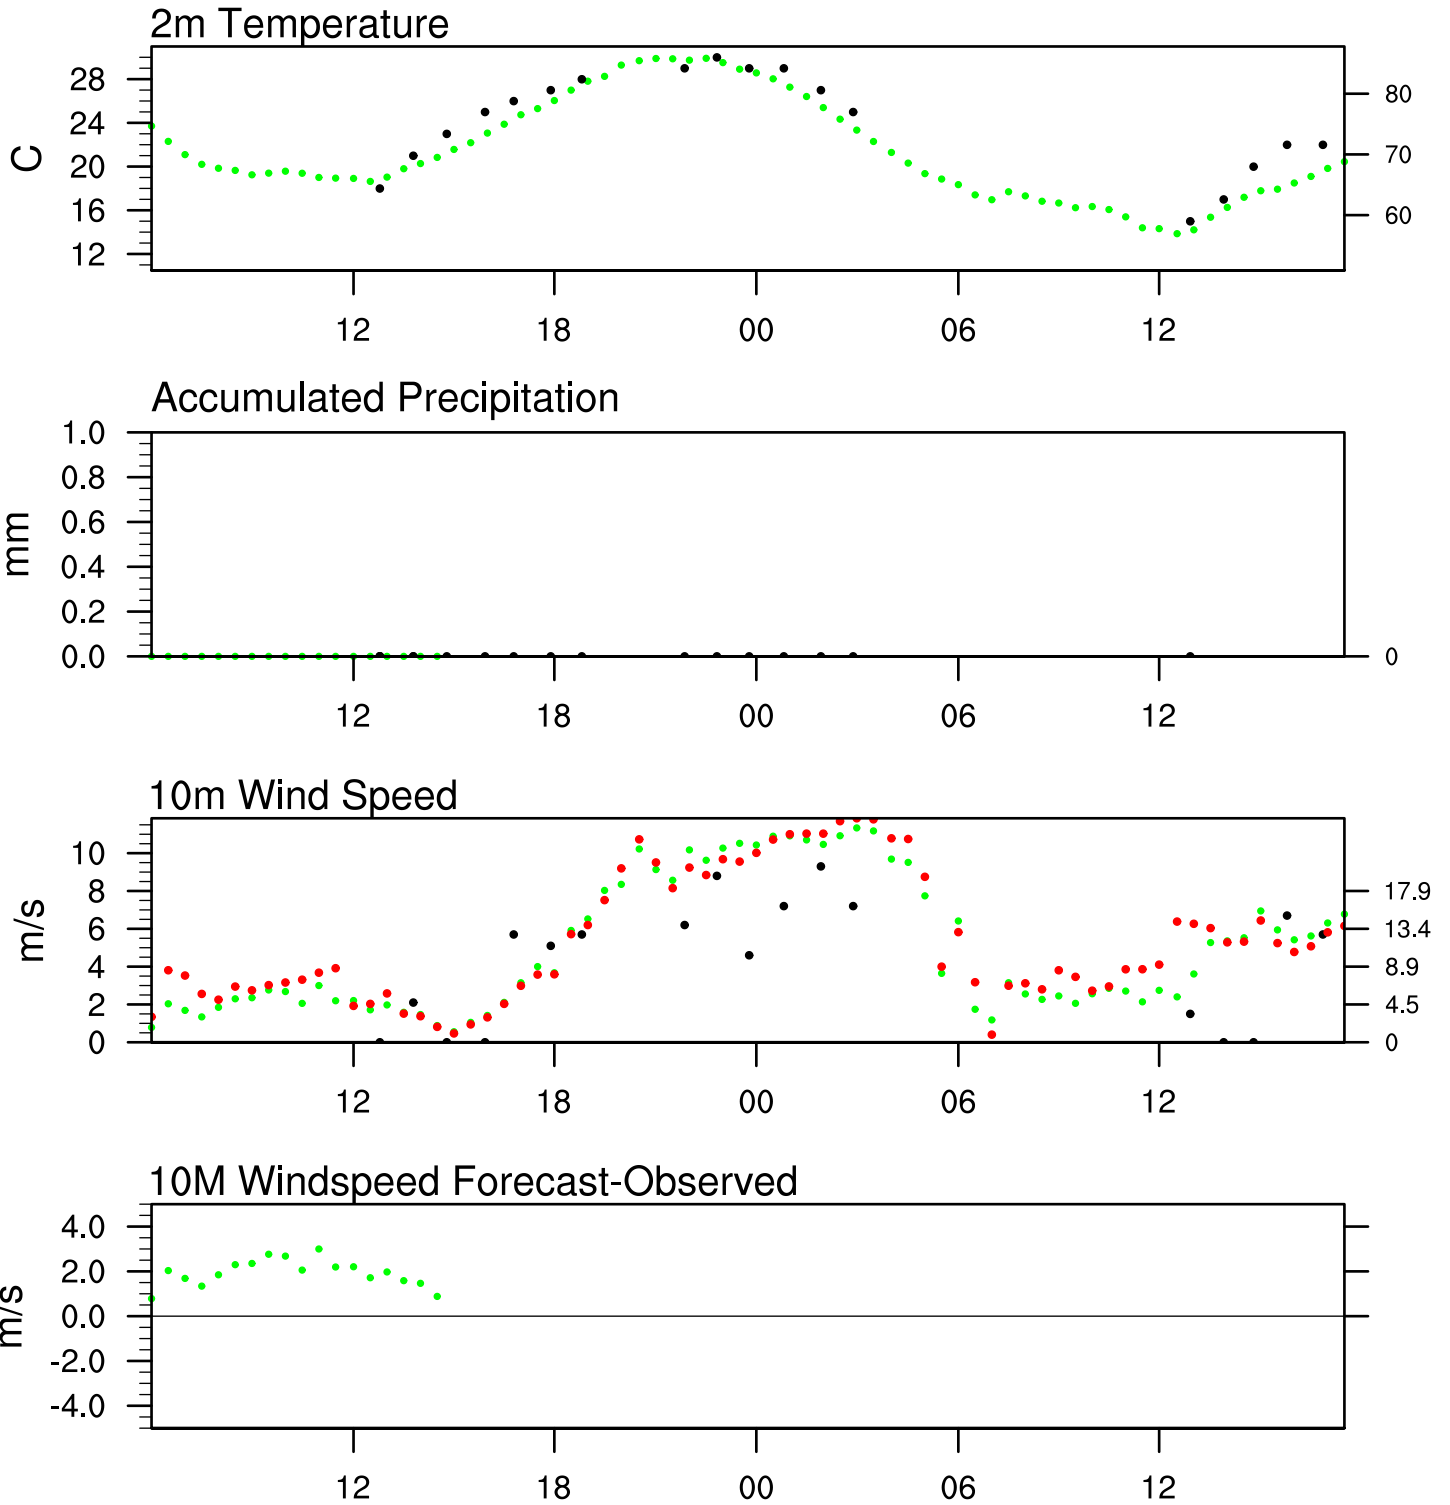 2m Temperature
28
24
20
16
12
C
80
70
60
12 18 00 06 12
Accumulated Precipitation
1.0
0.8
0.6
0.4
0.2
0.0
mm
0
12 18 00 06 12
10m Wind Speed
10
8
6
4
2
0
m/s
17.9
13.4
8.9
4.5
0
12 18 00 06 12
10M Windspeed Forecast-Observed
4.0
2.0
0.0
-2.0
-4.0
m/s
12 18 00 06 12